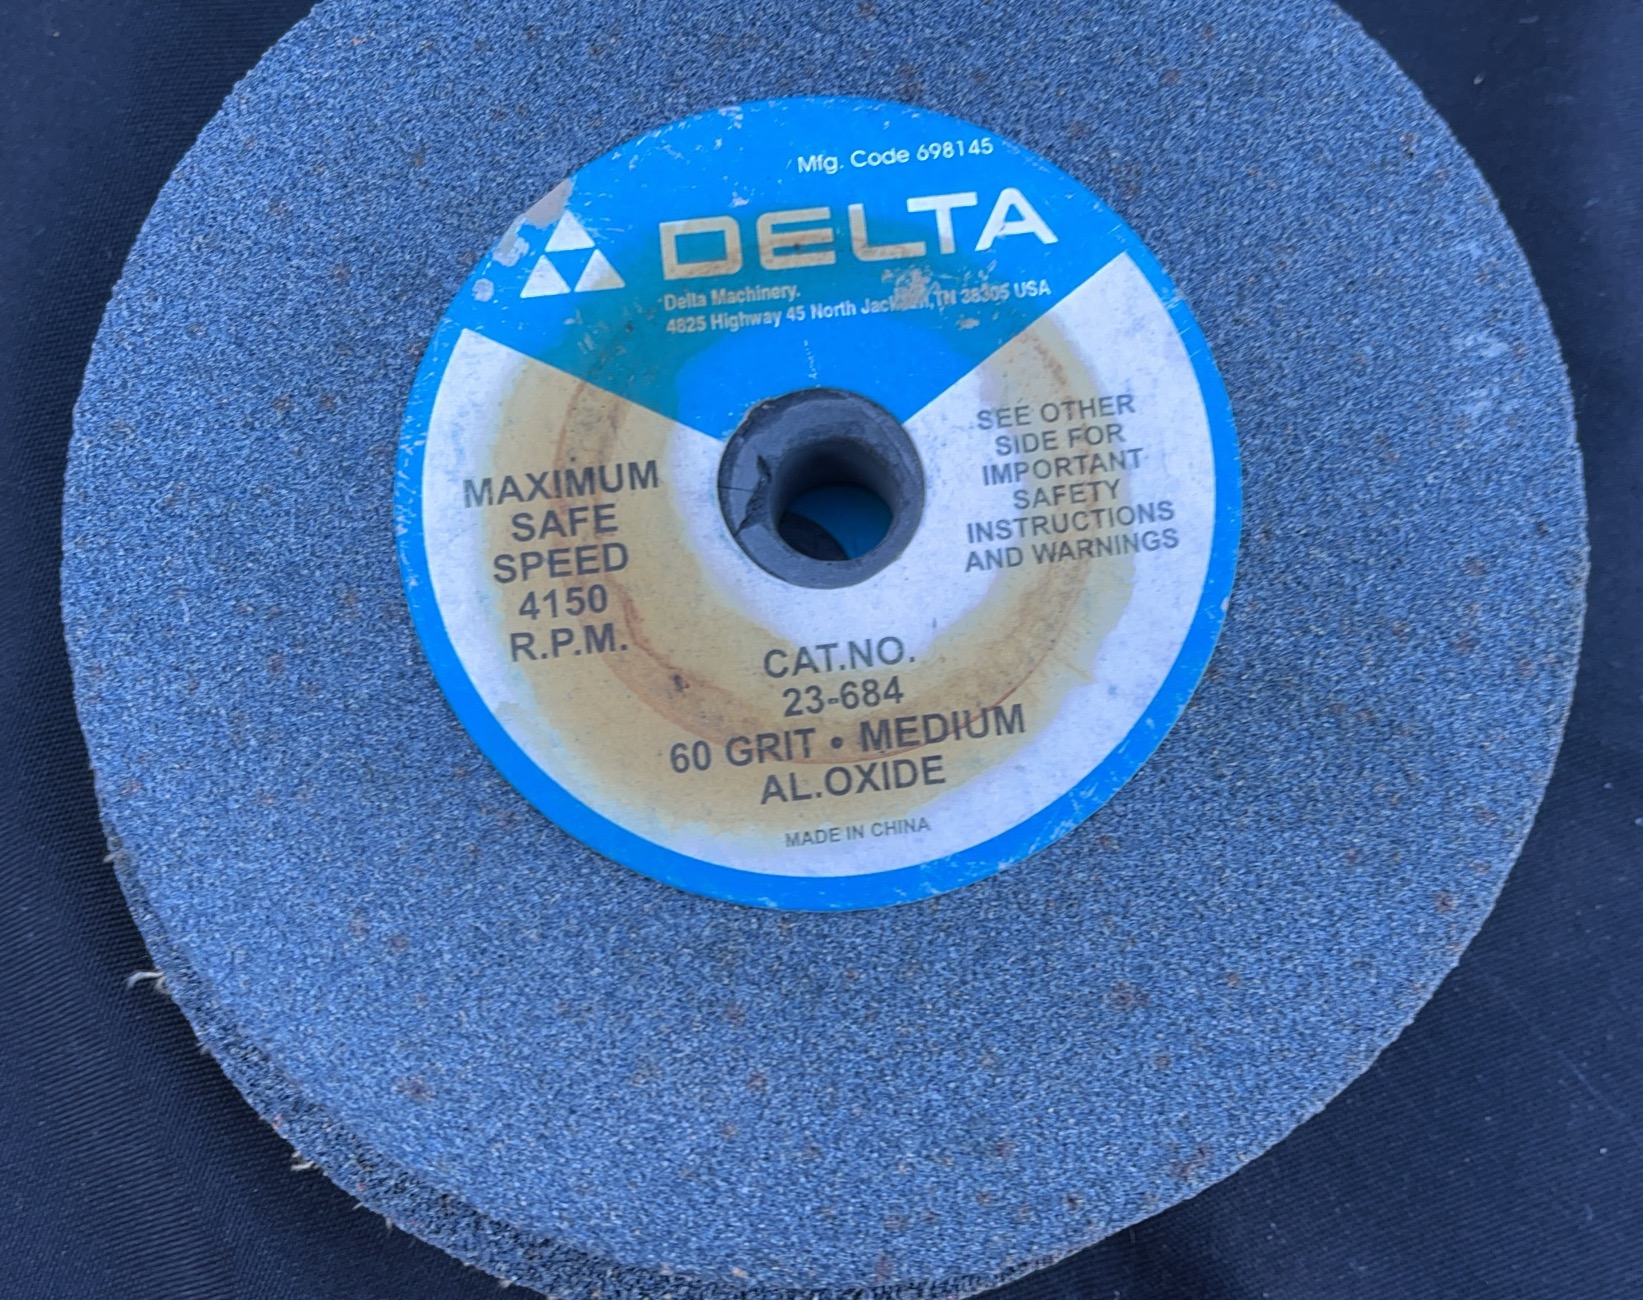 Mfg. Code 698145
DELTA
Delta Machinery.
4825 Highway 45 North Jackson, TN 38305 USA
MAXIMUM
SAFE
SPEED
4150
R.P.M.
SEE OTHER
SIDE FOR
IMPORTANT
SAFETY
INSTRUCTIONS
AND WARNINGS
CAT.NO.
23-684
60 GRIT • MEDIUM
AL.OXIDE
MADE IN CHINA